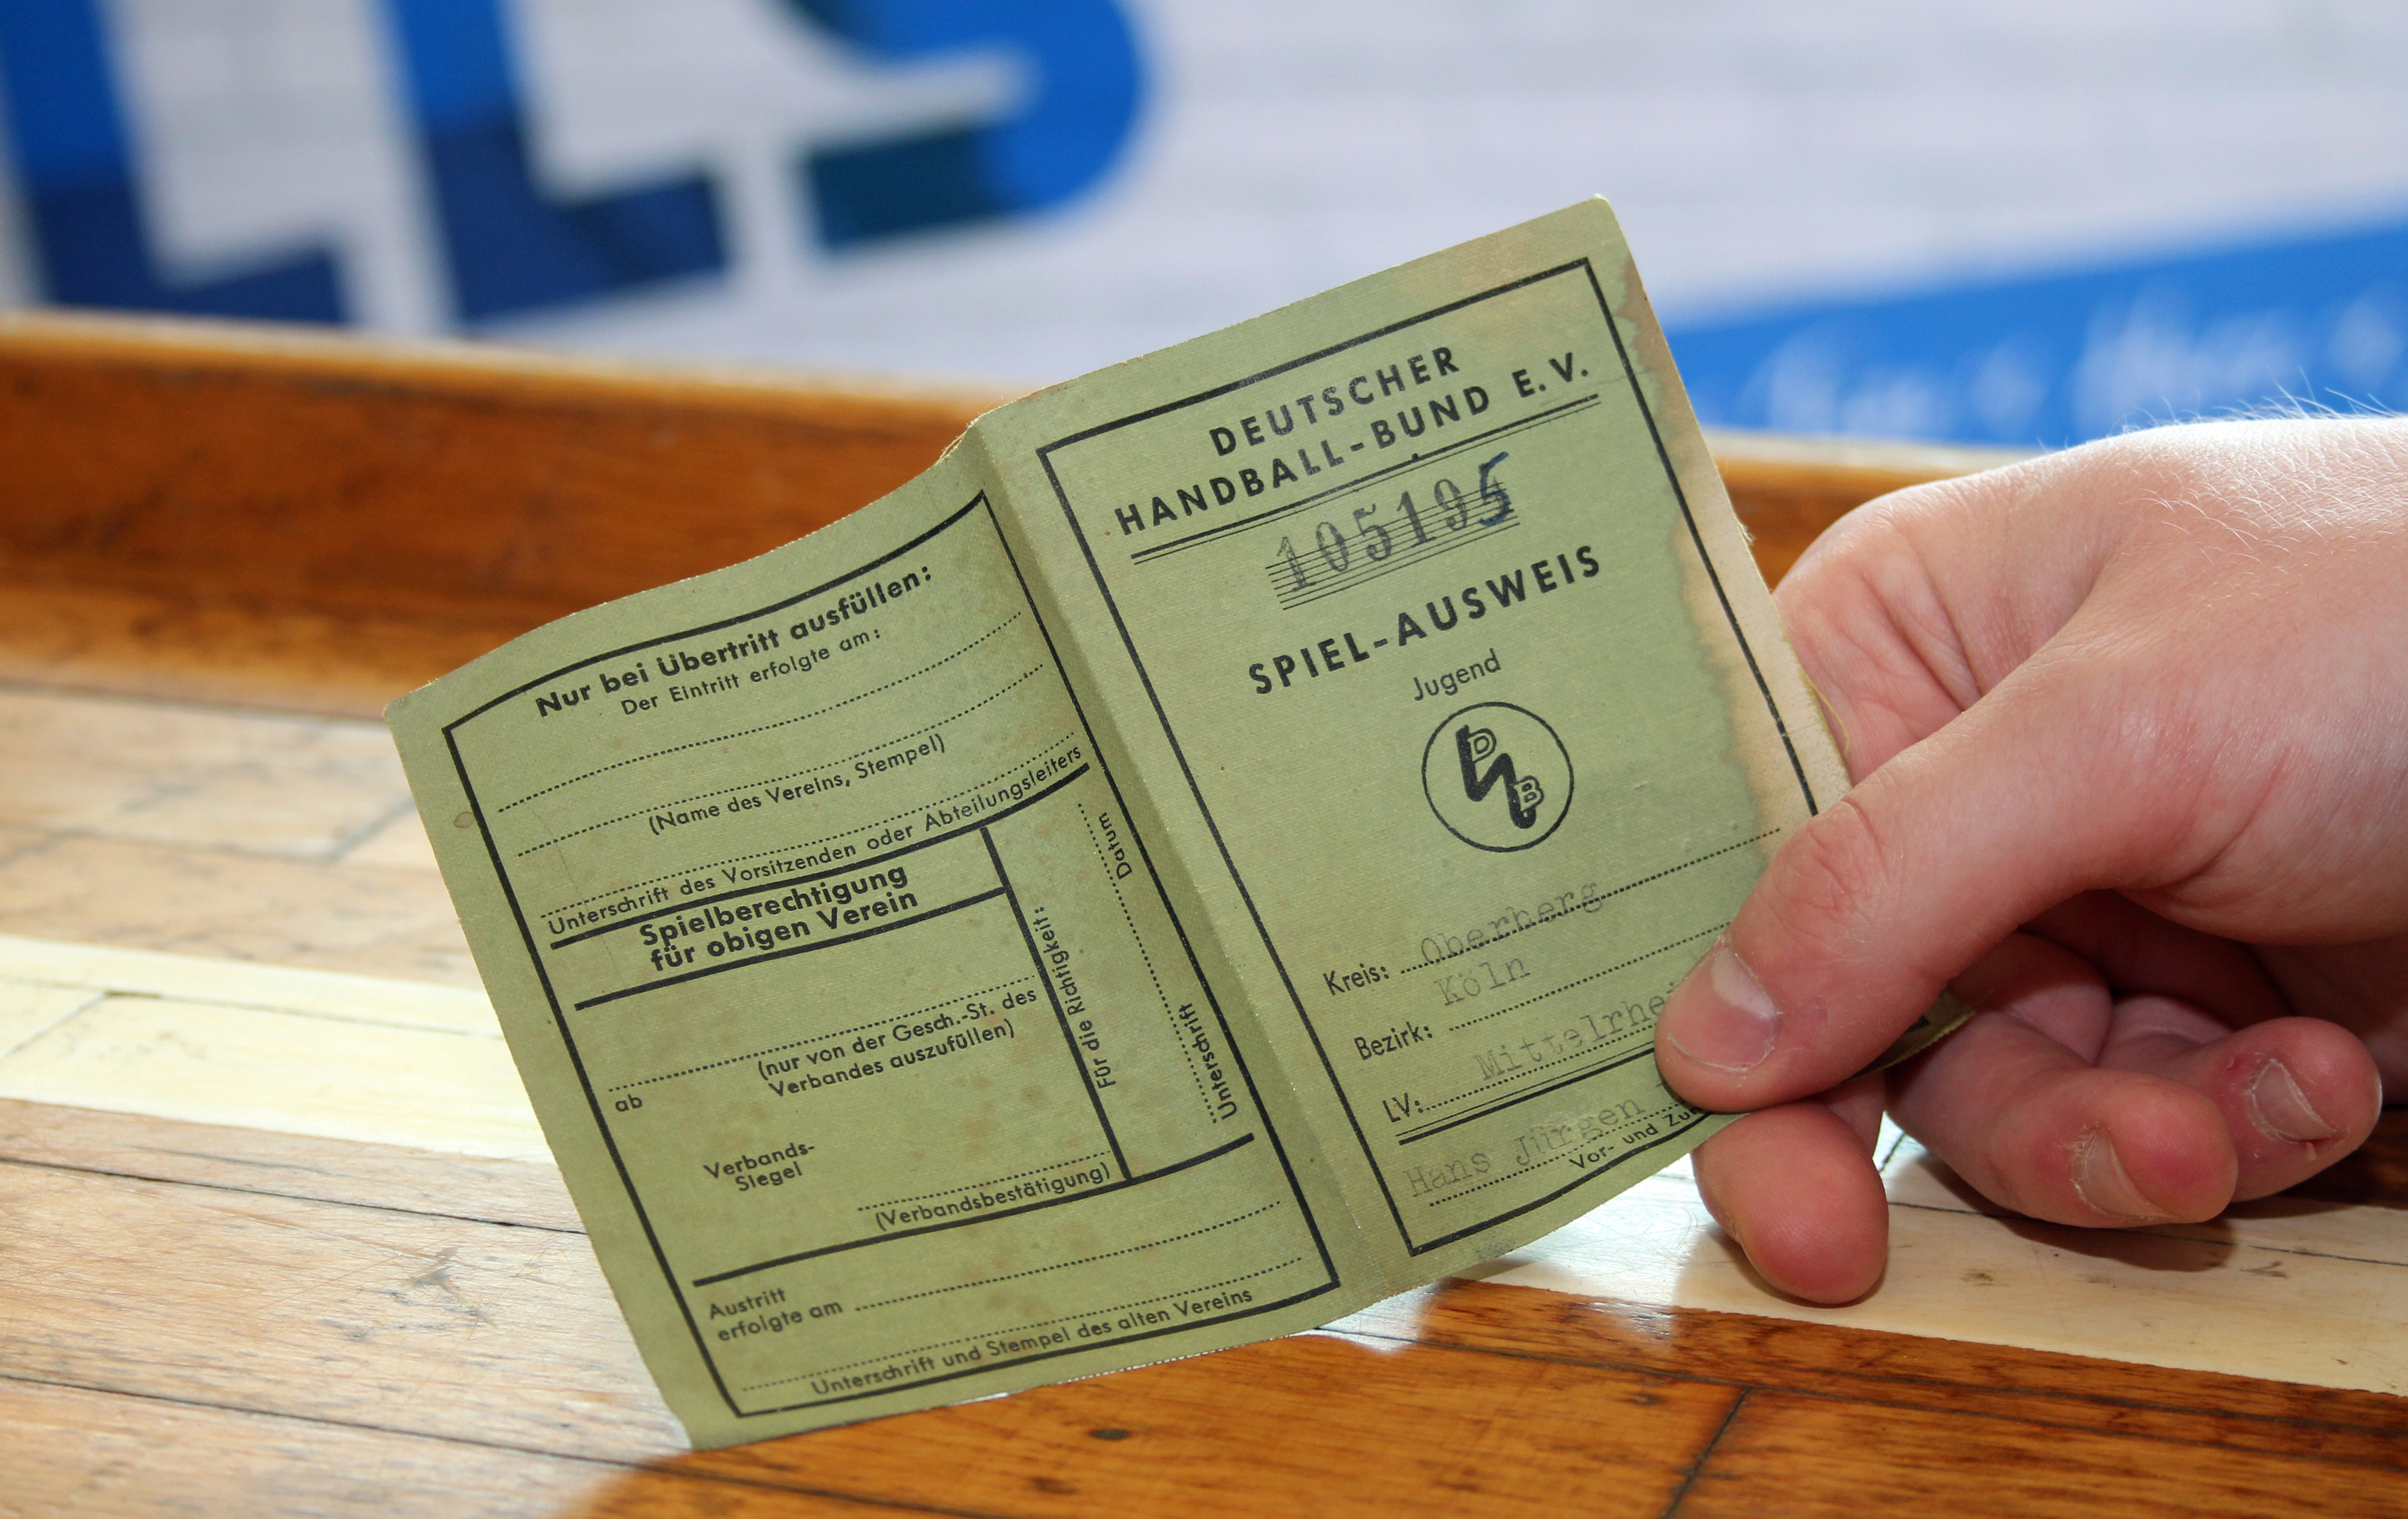 Nur bei Übertritt ausfüllen:
Der Eintritt erfolgte am:
(Name des Vereins, Stempel)
Unterschrift des Vorsitzenden oder Abteilungsleiters
Spielberechtigung
für obigen Verein
(nur von der Gesch.-St. des
Verbandes auszufüllen)
ab
Verbands-
Siegel
(Verbandsbestätigung)
Für die Richtigkeit:
Datum
Unterschrift
Austritt
erfolgte am
Unterschrift und Stempel des alten Vereins
DEUTSCHER
HANDBALL-BUND E.V.
105195
SPIEL-AUSWEIS
Jugend
DHB
Kreis: Oberberg
Bezirk: Köln
LV: Mittelrhei
Hans Jürgen
Vor- und Zu